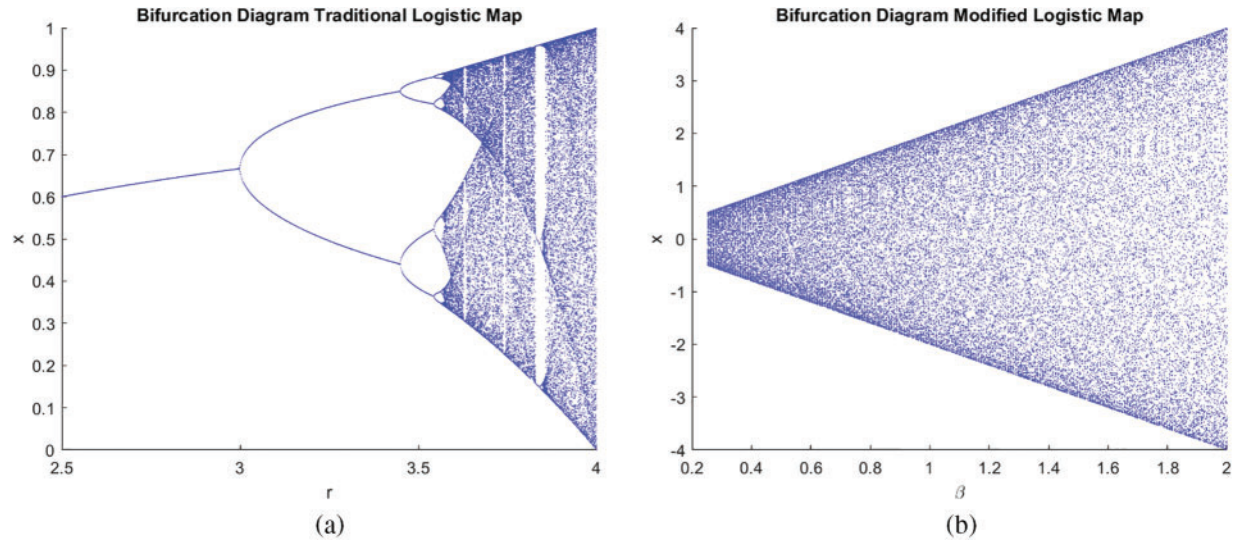 Bifurcation Diagram Traditional Logistic Map
1
0.9
0.8
0.7
0.6
0.5
0.4
0.3
0.2
0.1
0
x
2.5 3 3.5 4
r
(a)
Bifurcation Diagram Modified Logistic Map
4
3
2
1
0
-1
-2
-3
-4
x
0.2 0.4 0.6 0.8 1 1.2 1.4 1.6 1.8 2
β
(b)